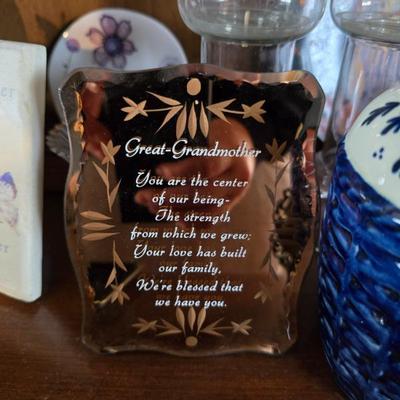 Great-Grandmother
You are the center
of our being-
The strength
from which we grew;
Your love has built
our family,
We're blessed that
we have you.